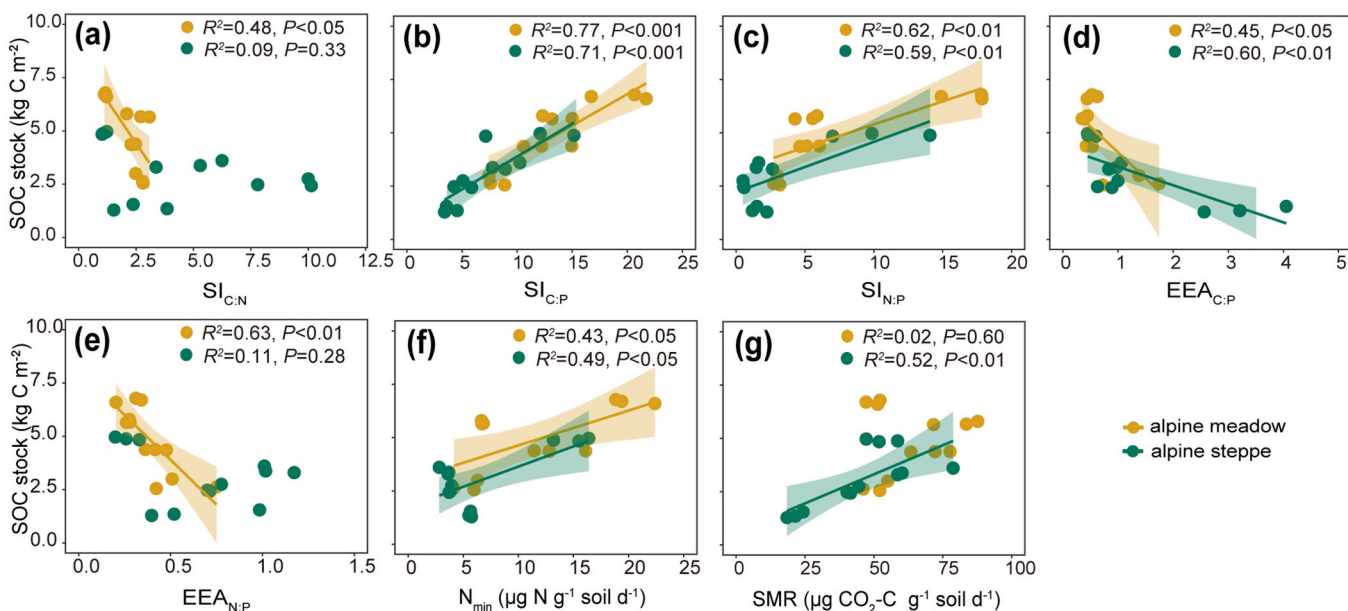 (a)
R²=0.48, P<0.05
R²=0.09, P=0.33
SOC stock (kg C m⁻²)
10.0
7.5
5.0
2.5
0.0
0.0 2.5 5.0 7.5 10.0 12.5
SI_C:N
(b)
R²=0.77, P<0.001
R²=0.71, P<0.001
0 5 10 15 20 25
SI_C:P
(c)
R²=0.62, P<0.01
R²=0.59, P<0.01
0 5 10 15 20
SI_N:P
(d)
R²=0.45, P<0.05
R²=0.60, P<0.01
0 1 2 3 4 5
EEA_C:P
(e)
R²=0.63, P<0.01
R²=0.11, P=0.28
SOC stock (kg C m⁻²)
10.0
7.5
5.0
2.5
0.0
0.0 0.5 1.0 1.5
EEA_N:P
(f)
R²=0.43, P<0.05
R²=0.49, P<0.05
0 5 10 15 20 25
N_min (µg N g⁻¹ soil d⁻¹)
(g)
R²=0.02, P=0.60
R²=0.52, P<0.01
0 25 50 75 100
SMR (µg CO₂-C g⁻¹ soil d⁻¹)
alpine meadow
alpine steppe